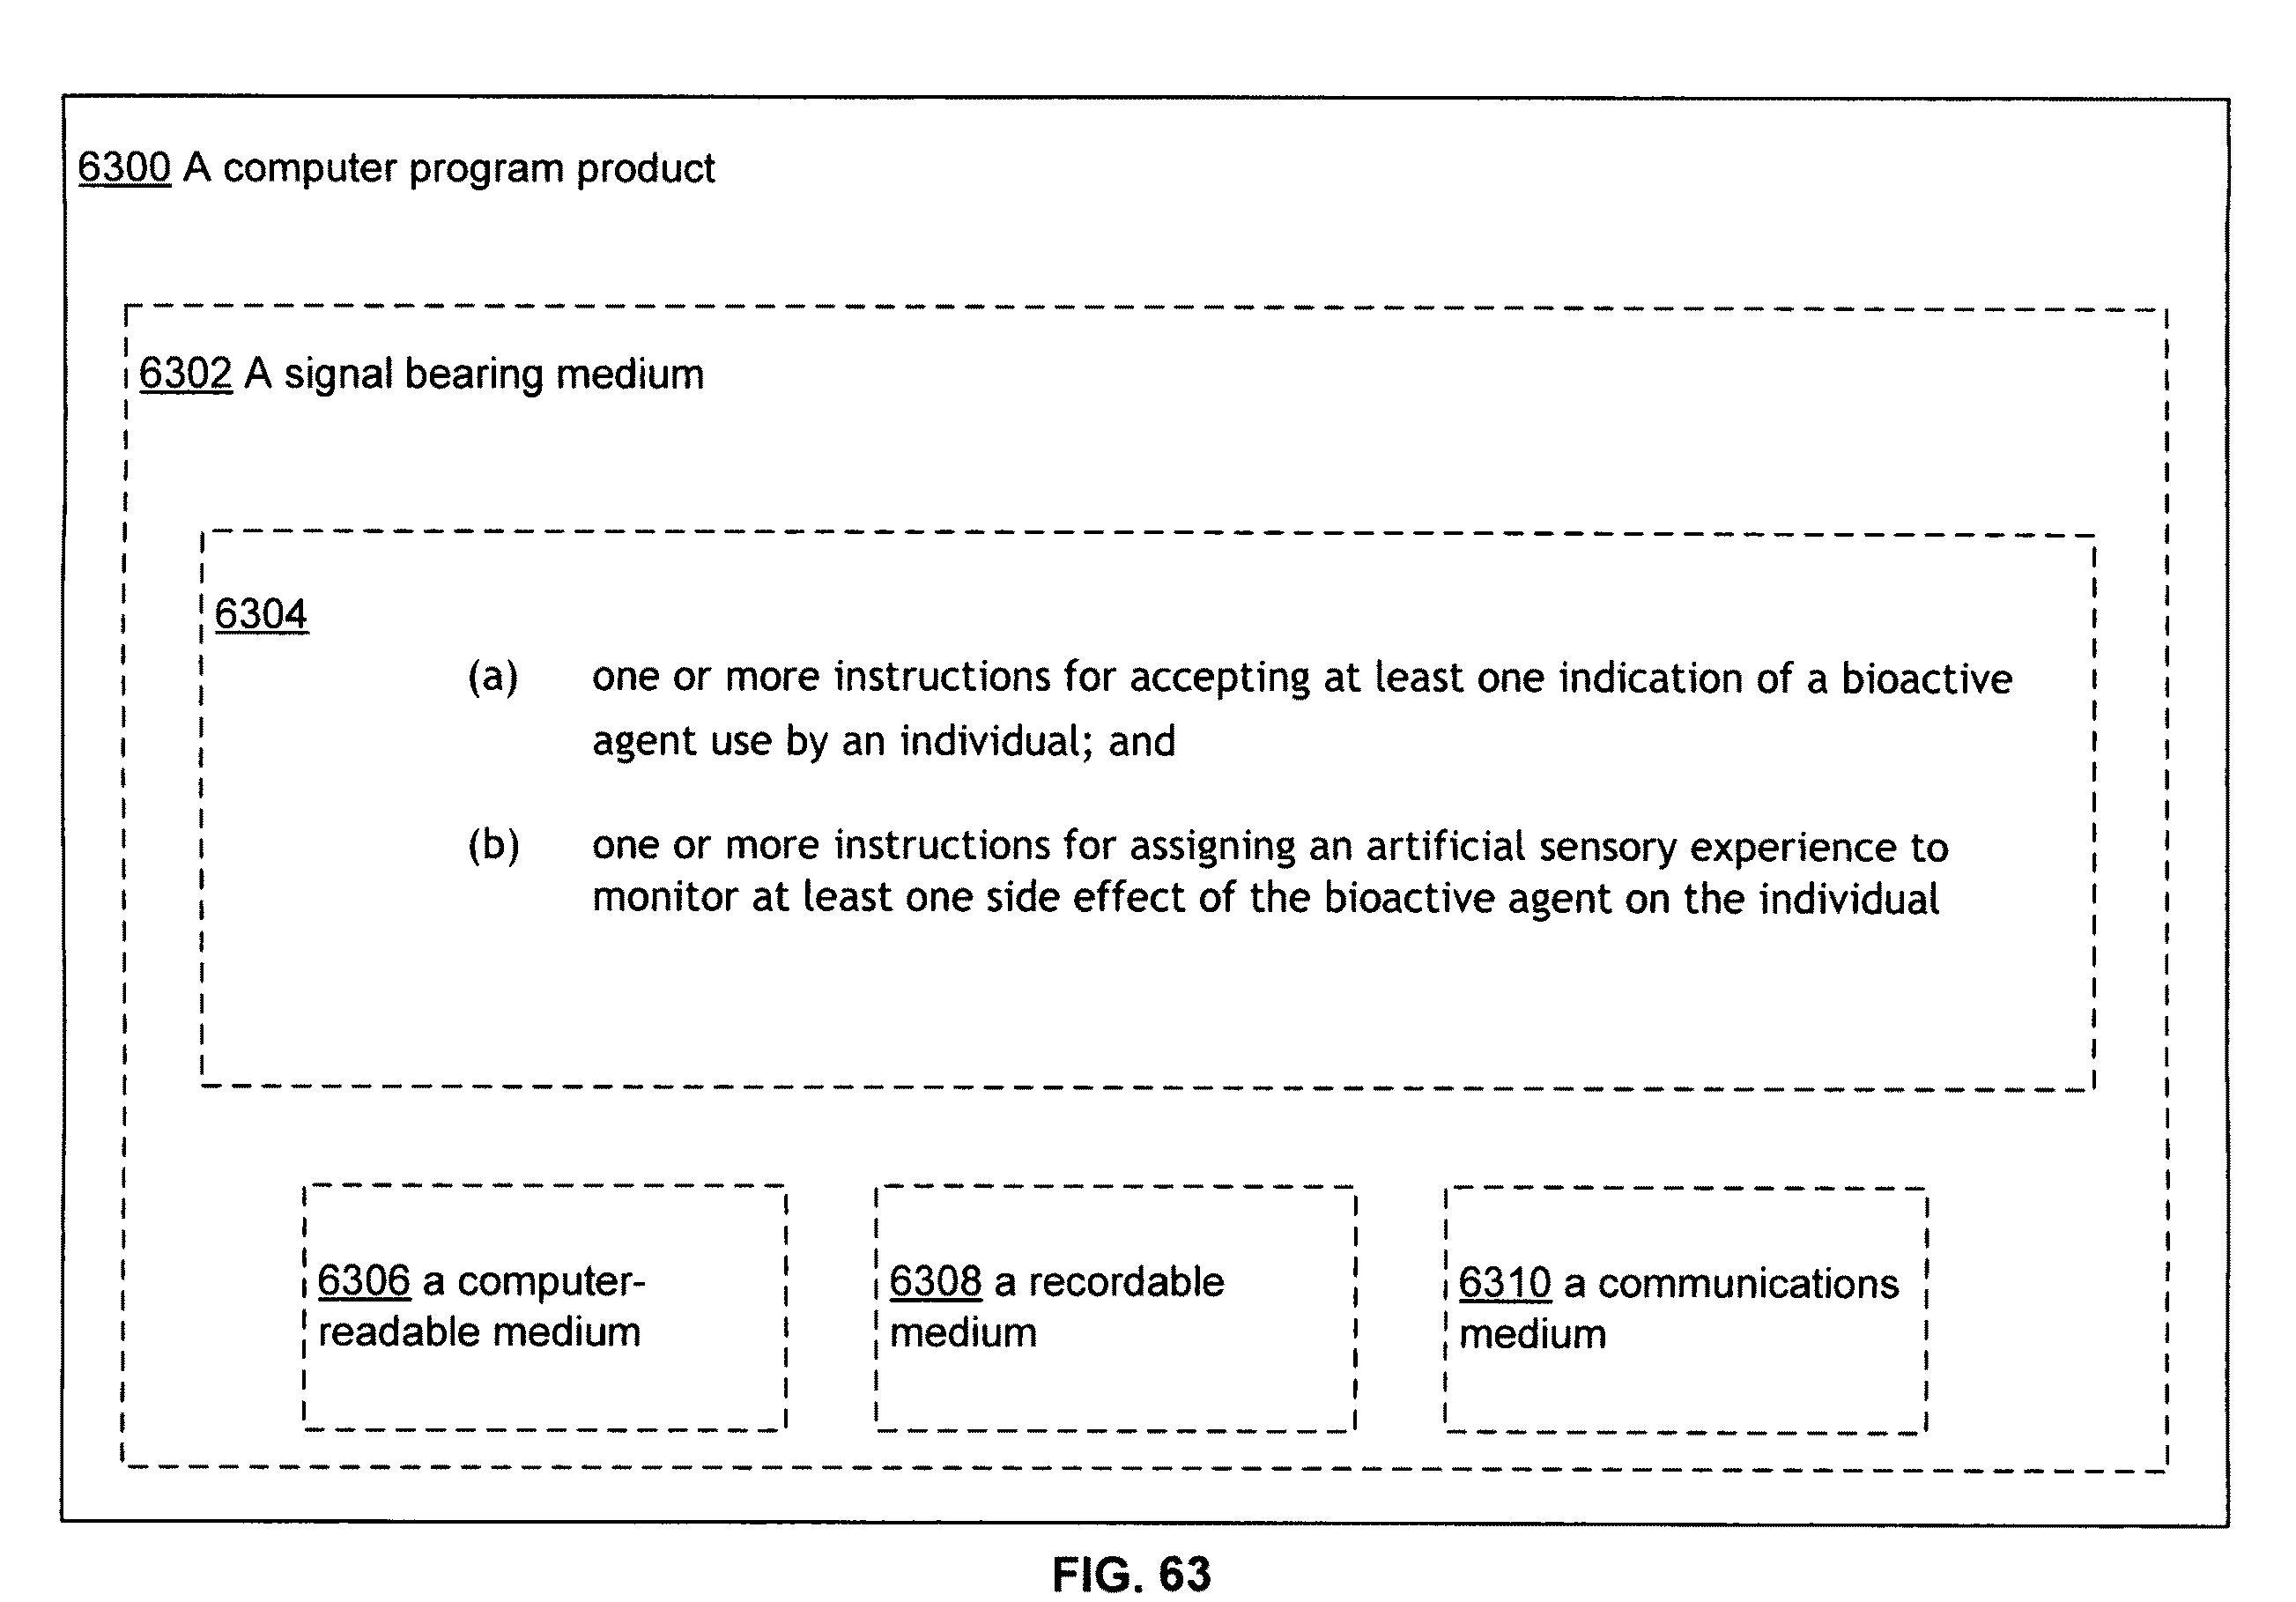 6300 A computer program product
6302 A signal bearing medium
6304
(a) one or more instructions for accepting at least one indication of a bioactive
agent use by an individual; and
(b) one or more instructions for assigning an artificial sensory experience to
monitor at least one side effect of the bioactive agent on the individual
6306 a computer-
readable medium
6308 a recordable
medium
6310 a communications
medium
FIG. 63